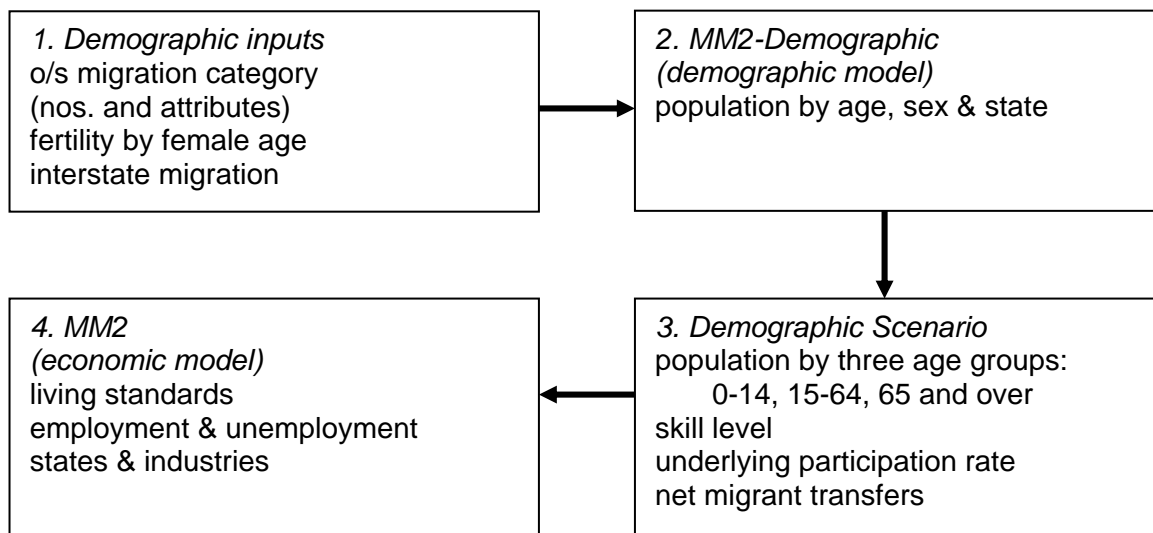 1. Demographic inputs
o/s migration category
(nos. and attributes)
fertility by female age
interstate migration
2. MM2-Demographic
(demographic model)
population by age, sex & state
3. Demographic Scenario
population by three age groups:
0-14, 15-64, 65 and over
skill level
underlying participation rate
net migrant transfers
4. MM2
(economic model)
living standards
employment & unemployment
states & industries